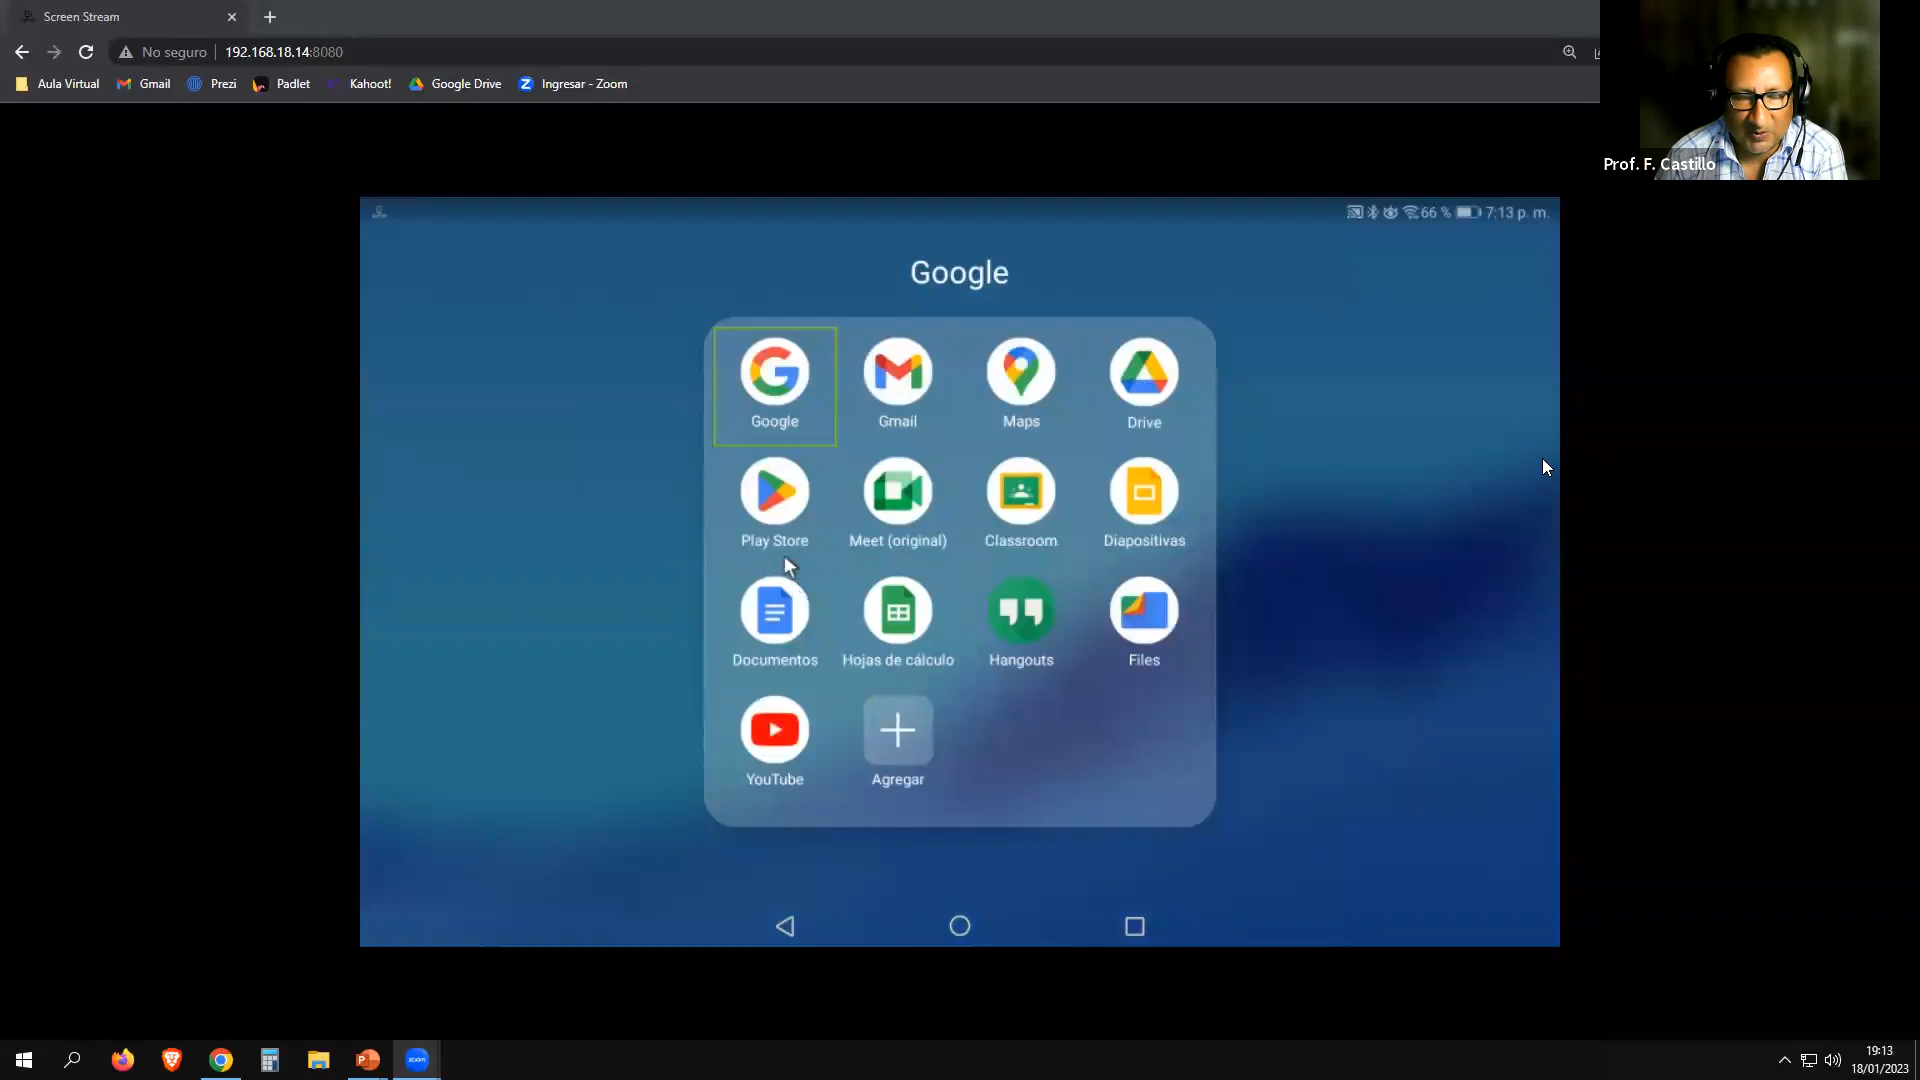 Screen Stream
No seguro
192.168.18.14:8080
Aula Virtual
Gmail
Prezi
Padlet
Kahoot!
Google Drive
Ingresar - Zoom
Prof. F. Castillo
66 %
7:13 p. m.
Google
Google
Gmail
Maps
Drive
Play Store
Meet (original)
Classroom
Diapositivas
Documentos
Hojas de cálculo
Hangouts
Files
YouTube
Agregar
zoom
19:13
18/01/2023